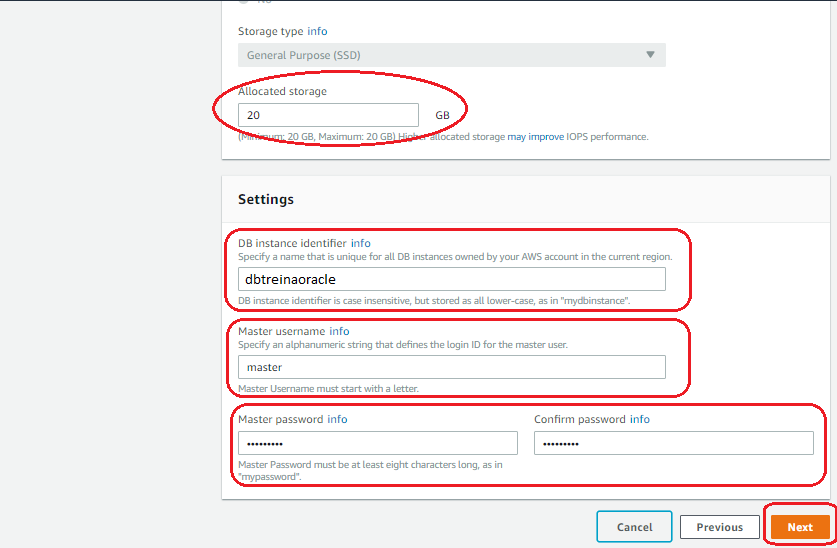 Storage type info
General Purpose (SSD)
Allocated storage
20 GB
(Minimum: 20 GB, Maximum: 20 GB) Higher allocated storage may improve IOPS performance.
Settings
DB instance identifier info
Specify a name that is unique for all DB instances owned by your AWS account in the current region.
dbtreinaoracle
DB instance identifier is case insensitive, but stored as all lower-case, as in "mydbinstance".
Master username info
Specify an alphanumeric string that defines the login ID for the master user.
master
Master Username must start with a letter.
Master password info Confirm password info
••••••••• •••••••••
Master Password must be at least eight characters long, as in
"mypassword".
Cancel Previous Next